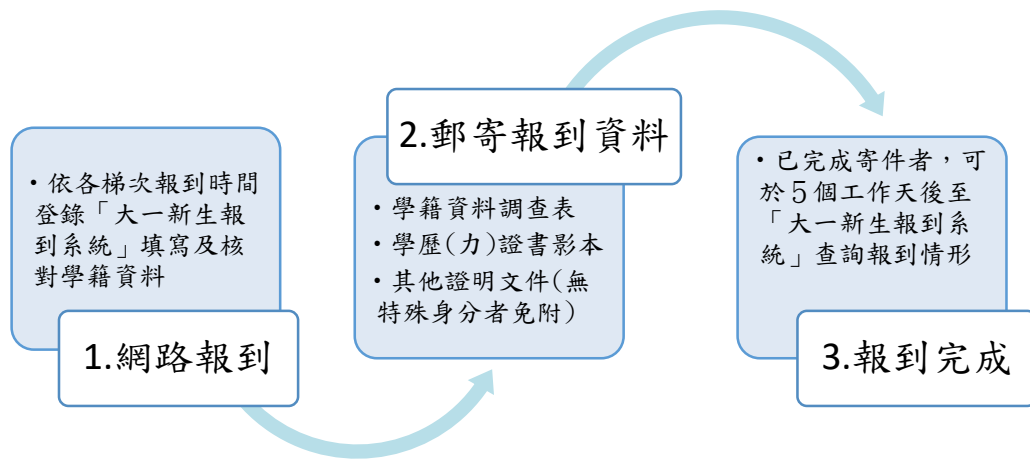 ・依各梯次報到時間
登錄「大一新生報
到系統」填寫及核
對學籍資料
1.網路報到
2.郵寄報到資料
・學籍資料調查表
・學歷(力)證書影本
・其他證明文件(無
特殊身分者免附)
・已完成寄件者，可
於5個工作天後至
「大一新生報到系
統」查詢報到情形
3.報到完成